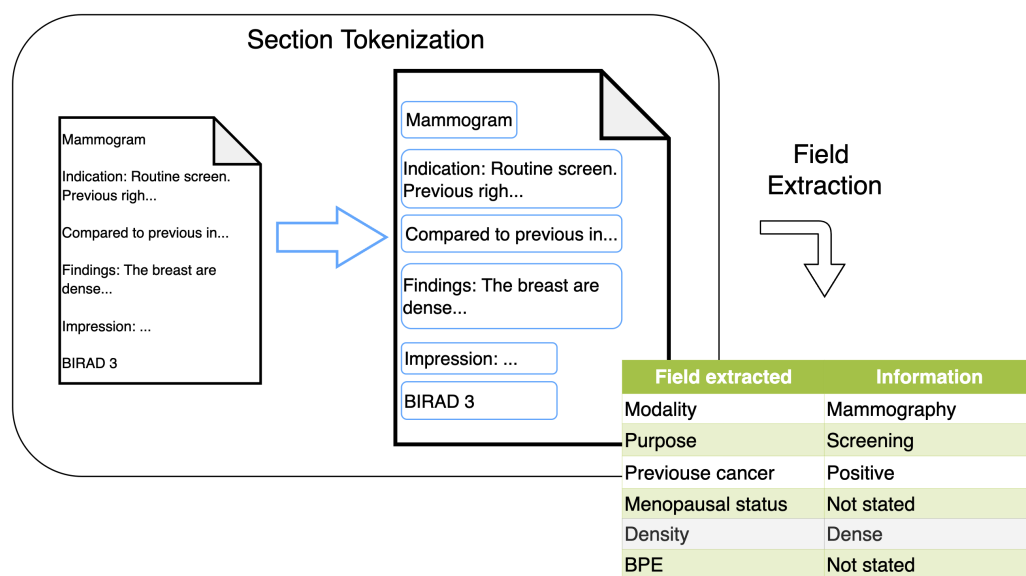 Section Tokenization
Mammogram
Indication: Routine screen.
Previous righ...
Compared to previous in...
Findings: The breast are
dense...
Impression: ...
BIRAD 3
Mammogram
Indication: Routine screen.
Previous righ...
Compared to previous in...
Findings: The breast are
dense...
Impression: ...
BIRAD 3
Field
Extraction
Field extracted Information
Modality Mammography
Purpose Screening
Previouse cancer Positive
Menopausal status Not stated
Density Dense
BPE Not stated